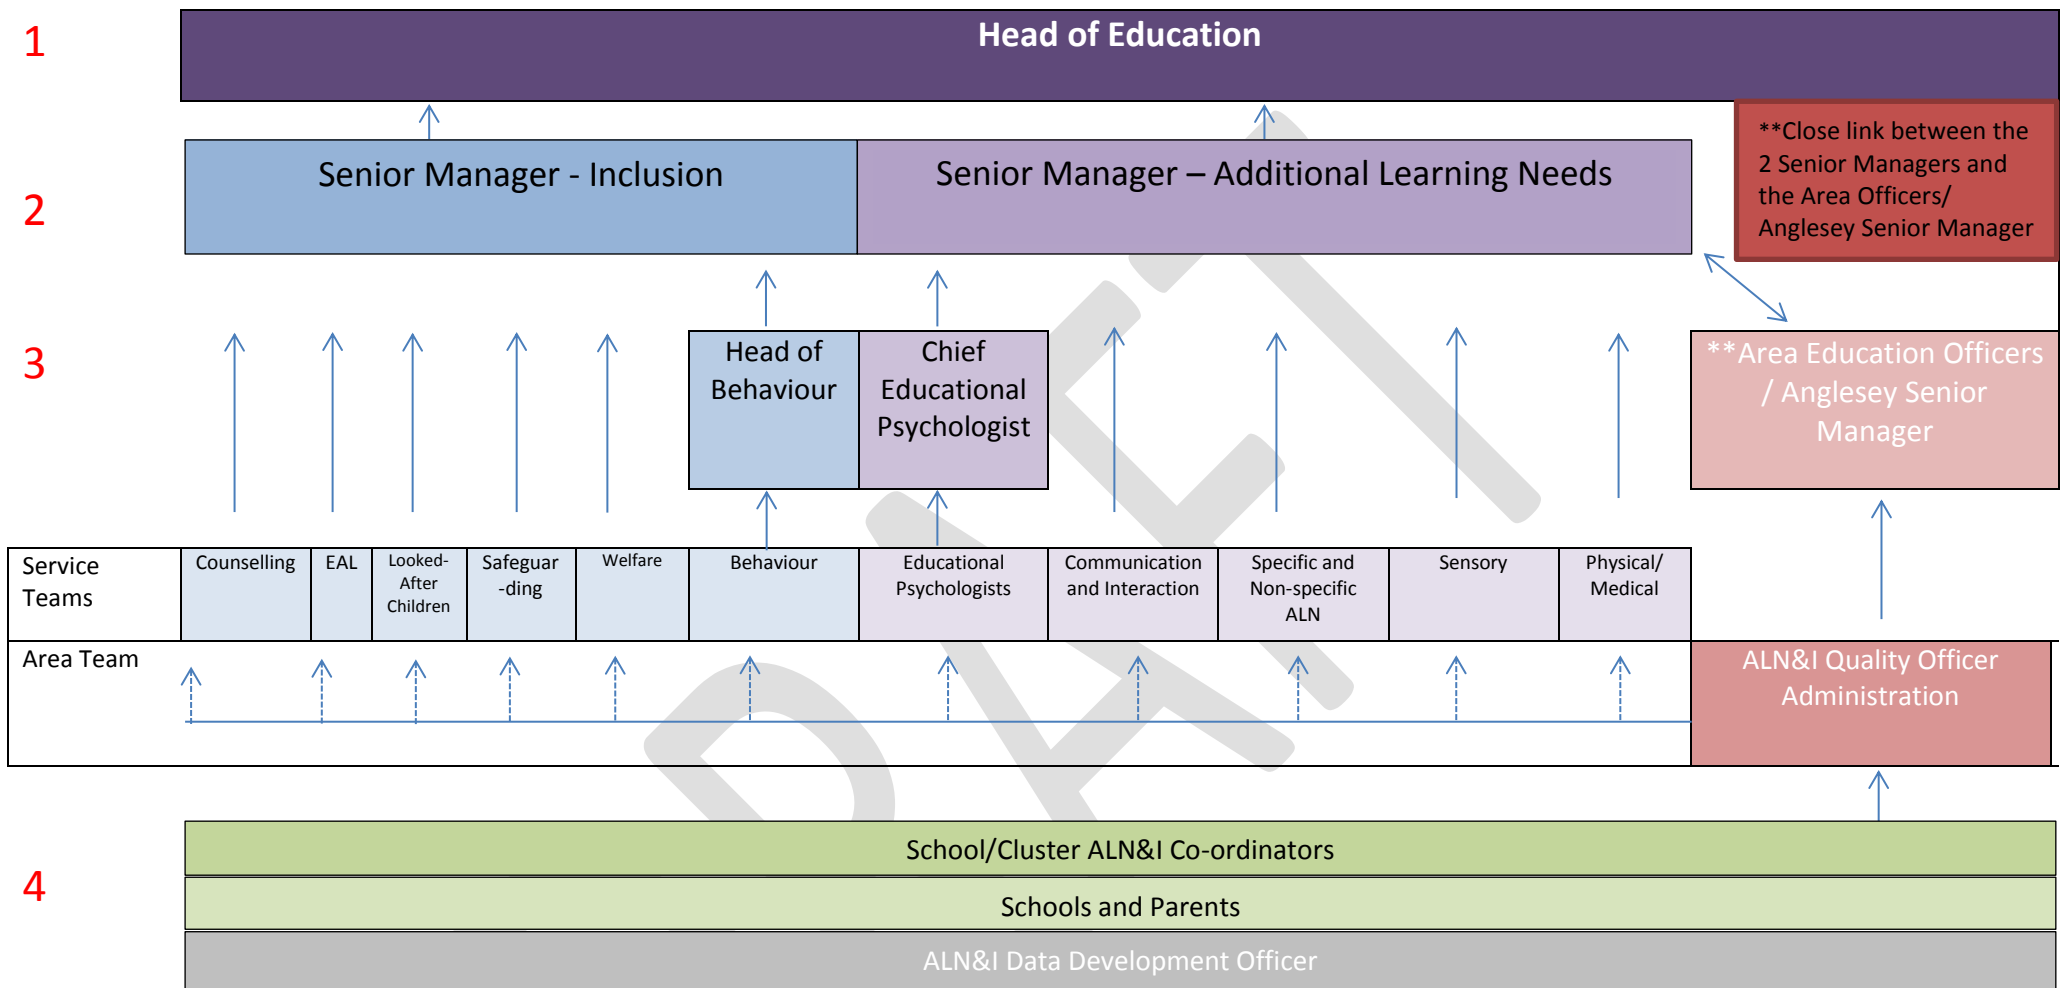 1
Head of Education
2
Senior Manager - Inclusion
Senior Manager – Additional Learning Needs
**Close link between the
2 Senior Managers and
the Area Officers/
Anglesey Senior Manager
3
Head of
Behaviour
Chief
Educational
Psychologist
**Area Education Officers
/ Anglesey Senior
Manager
Service
Teams
Counselling
EAL
Looked-
After
Children
Safeguar
-ding
Welfare
Behaviour
Educational
Psychologists
Communication
and Interaction
Specific and
Non-specific
ALN
Sensory
Physical/
Medical
Area Team
ALN&I Quality Officer
Administration
4
School/Cluster ALN&I Co-ordinators
Schools and Parents
ALN&I Data Development Officer
DRAFT